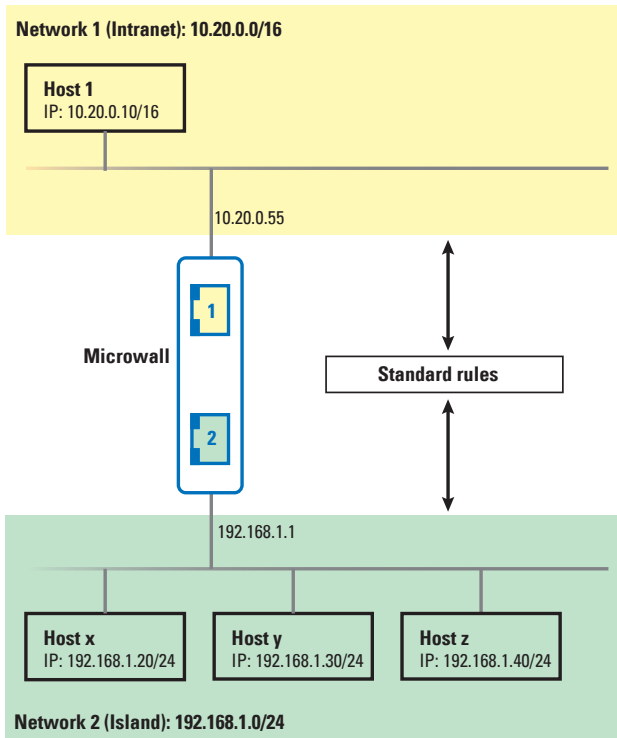 Network 1 (Intranet): 10.20.0.0/16
Host 1
IP: 10.20.0.10/16
10.20.0.55
1
Microwall
Standard rules
2
192.168.1.1
Host x
IP: 192.168.1.20/24
Host y
IP: 192.168.1.30/24
Host z
IP: 192.168.1.40/24
Network 2 (Island): 192.168.1.0/24